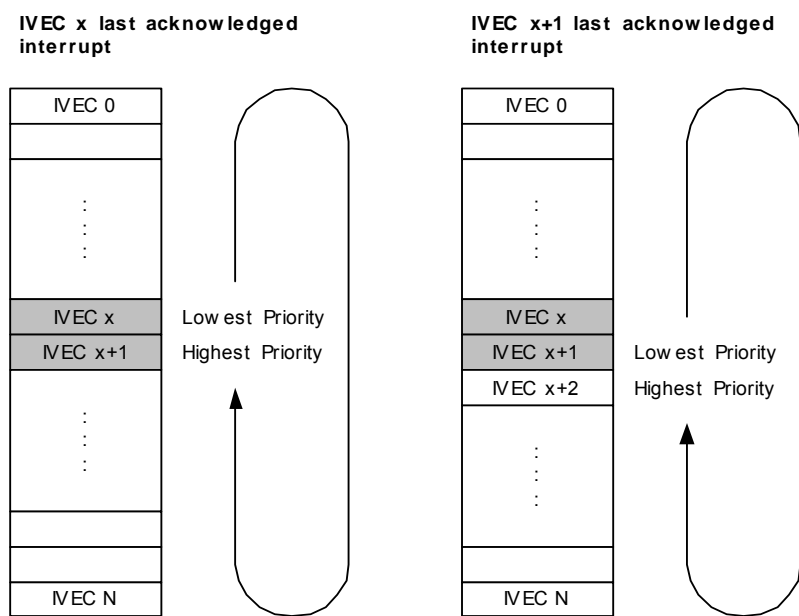 IVEC x last acknowledged
interrupt
IVEC 0
⋮
IVEC x
Lowest Priority
IVEC x+1
Highest Priority
⋮
IVEC N
IVEC x+1 last acknowledged
interrupt
IVEC 0
⋮
IVEC x
IVEC x+1
Lowest Priority
IVEC x+2
Highest Priority
⋮
IVEC N